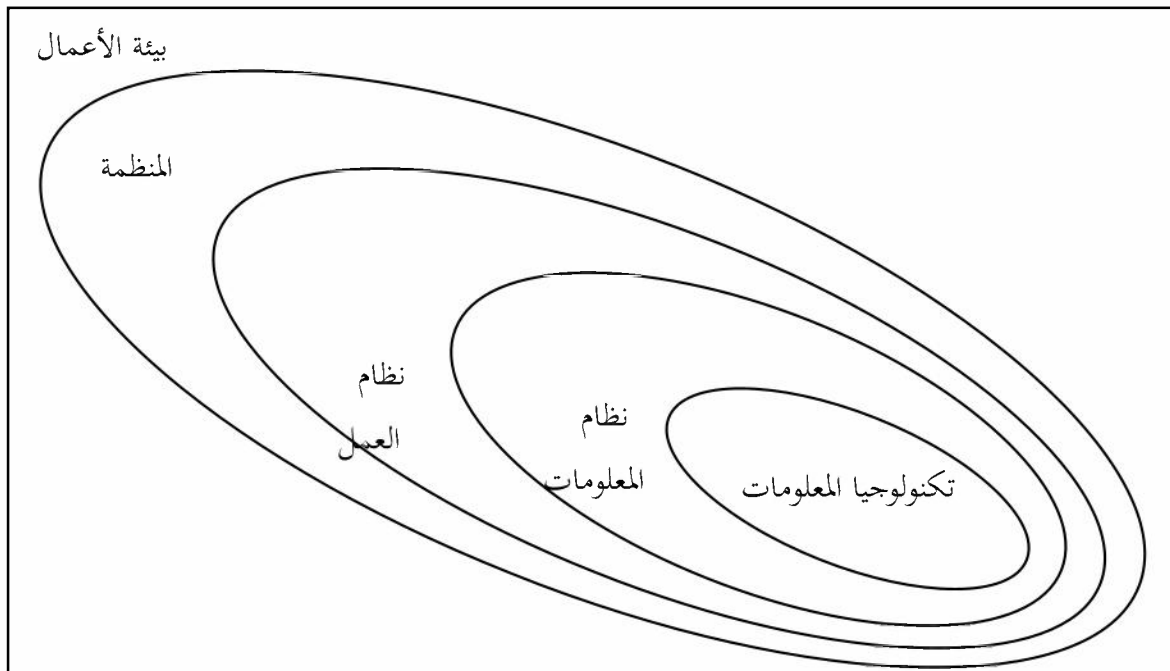 بيئة الأعمال
المنظمة
نظام
العمل
نظام
المعلومات
تكنولوجيا المعلومات